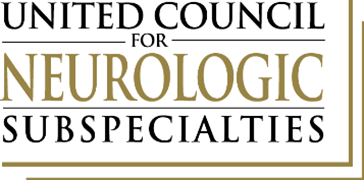 UNITED COUNCIL
FOR
NEUROLOGIC
SUBSPECIALTIES